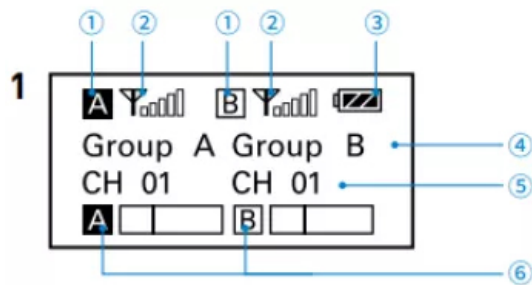 ① ② ① ② ③
1
A B
Group A Group B ④
CH 01 CH 01 ⑤
A B
⑥